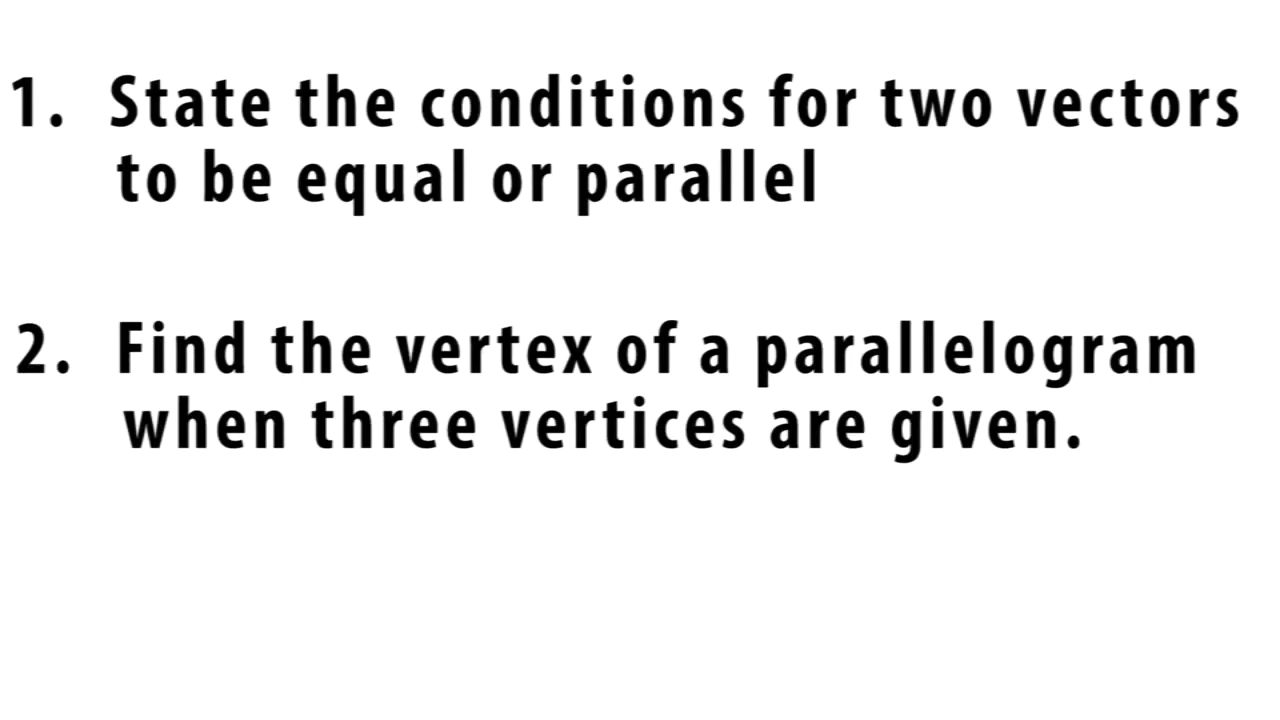 1. State the conditions for two vectors
to be equal or parallel
2. Find the vertex of a parallelogram
when three vertices are given.